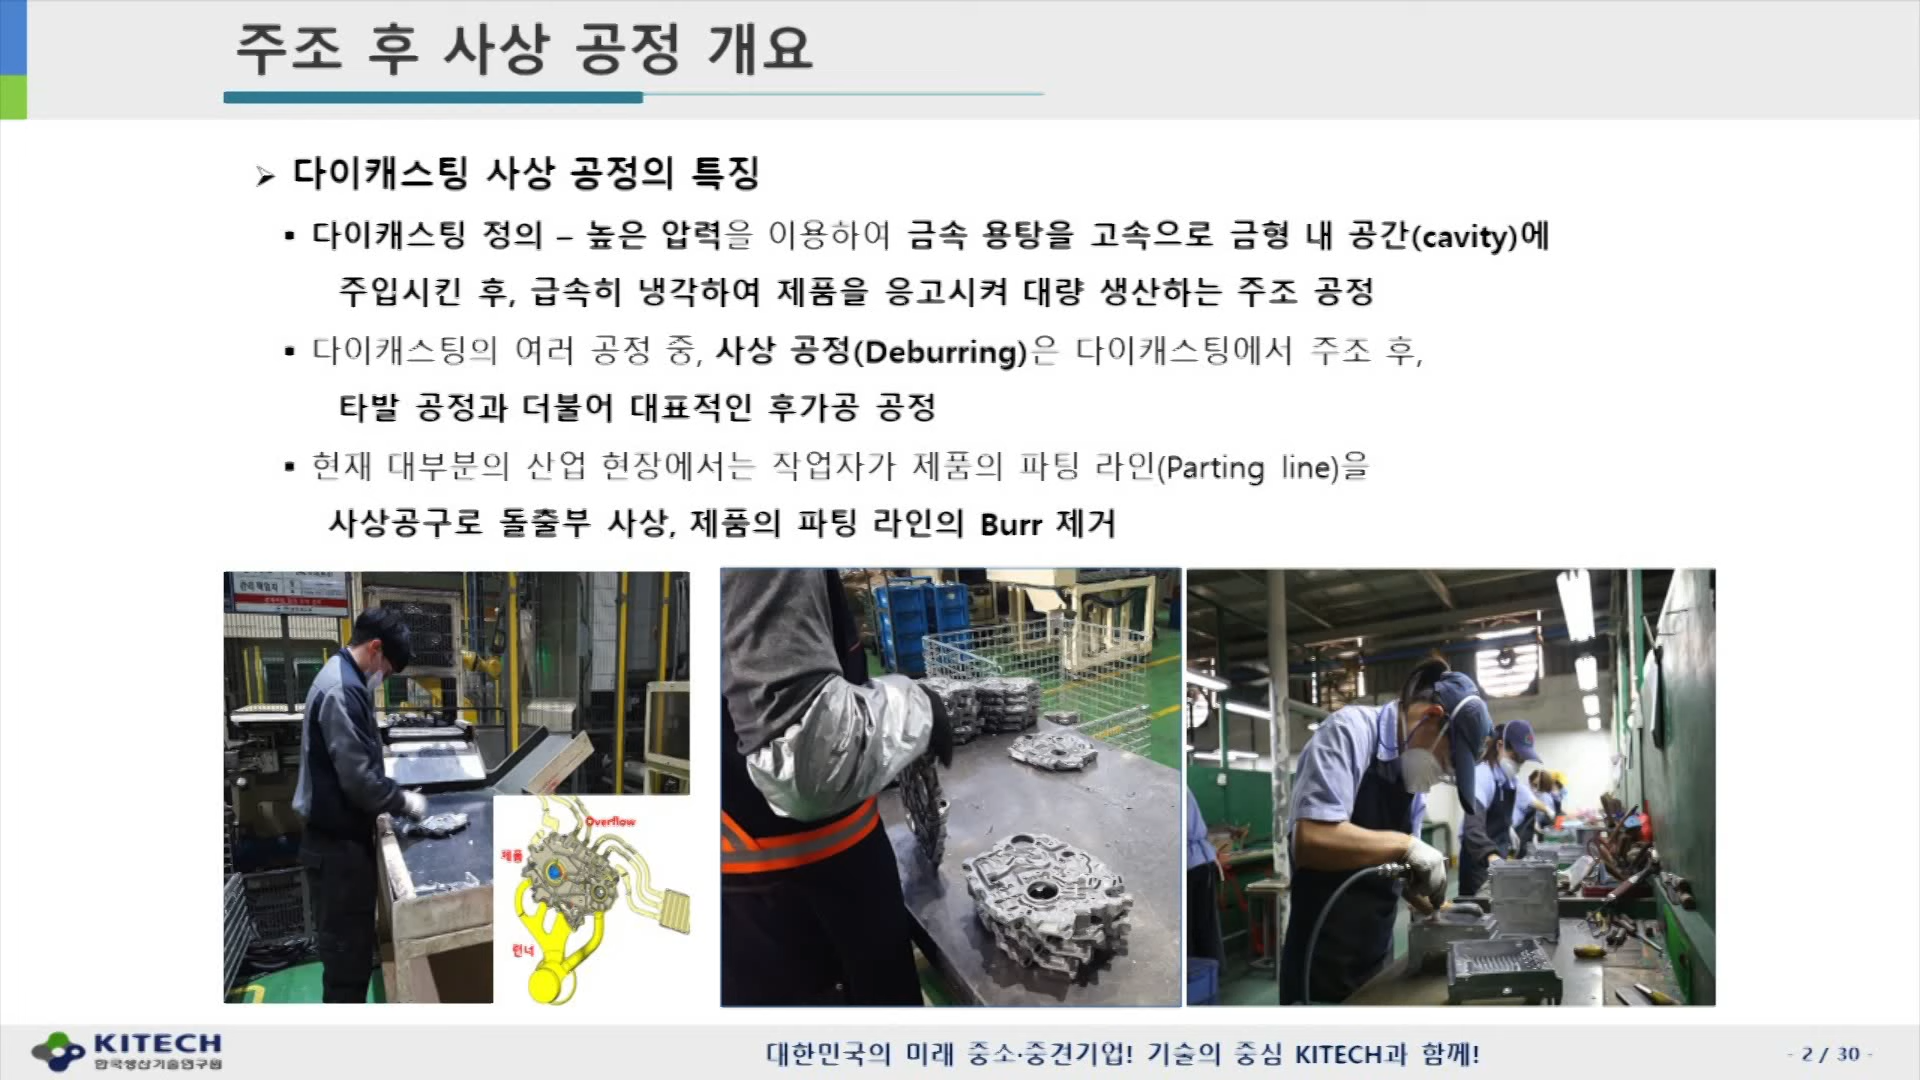 주조 후 사상 공정 개요
➢ 다이캐스팅 사상 공정의 특징
▪ 다이캐스팅 정의 – 높은 압력을 이용하여 금속 용탕을 고속으로 금형 내 공간(cavity)에
주입시킨 후, 급속히 냉각하여 제품을 응고시켜 대량 생산하는 주조 공정
▪ 다이캐스팅의 여러 공정 중, 사상 공정(Deburring)은 다이캐스팅에서 주조 후,
타발 공정과 더불어 대표적인 후가공 공정
▪ 현재 대부분의 산업 현장에서는 작업자가 제품의 파팅 라인(Parting line)을
사상공구로 돌출부 사상, 제품의 파팅 라인의 Burr 제거
관리책임자
Overflow
제품
런너
KITECH
한국생산기술연구원
대한민국의 미래 중소·중견기업! 기술의 중심 KITECH과 함께!
- 2 / 30 -